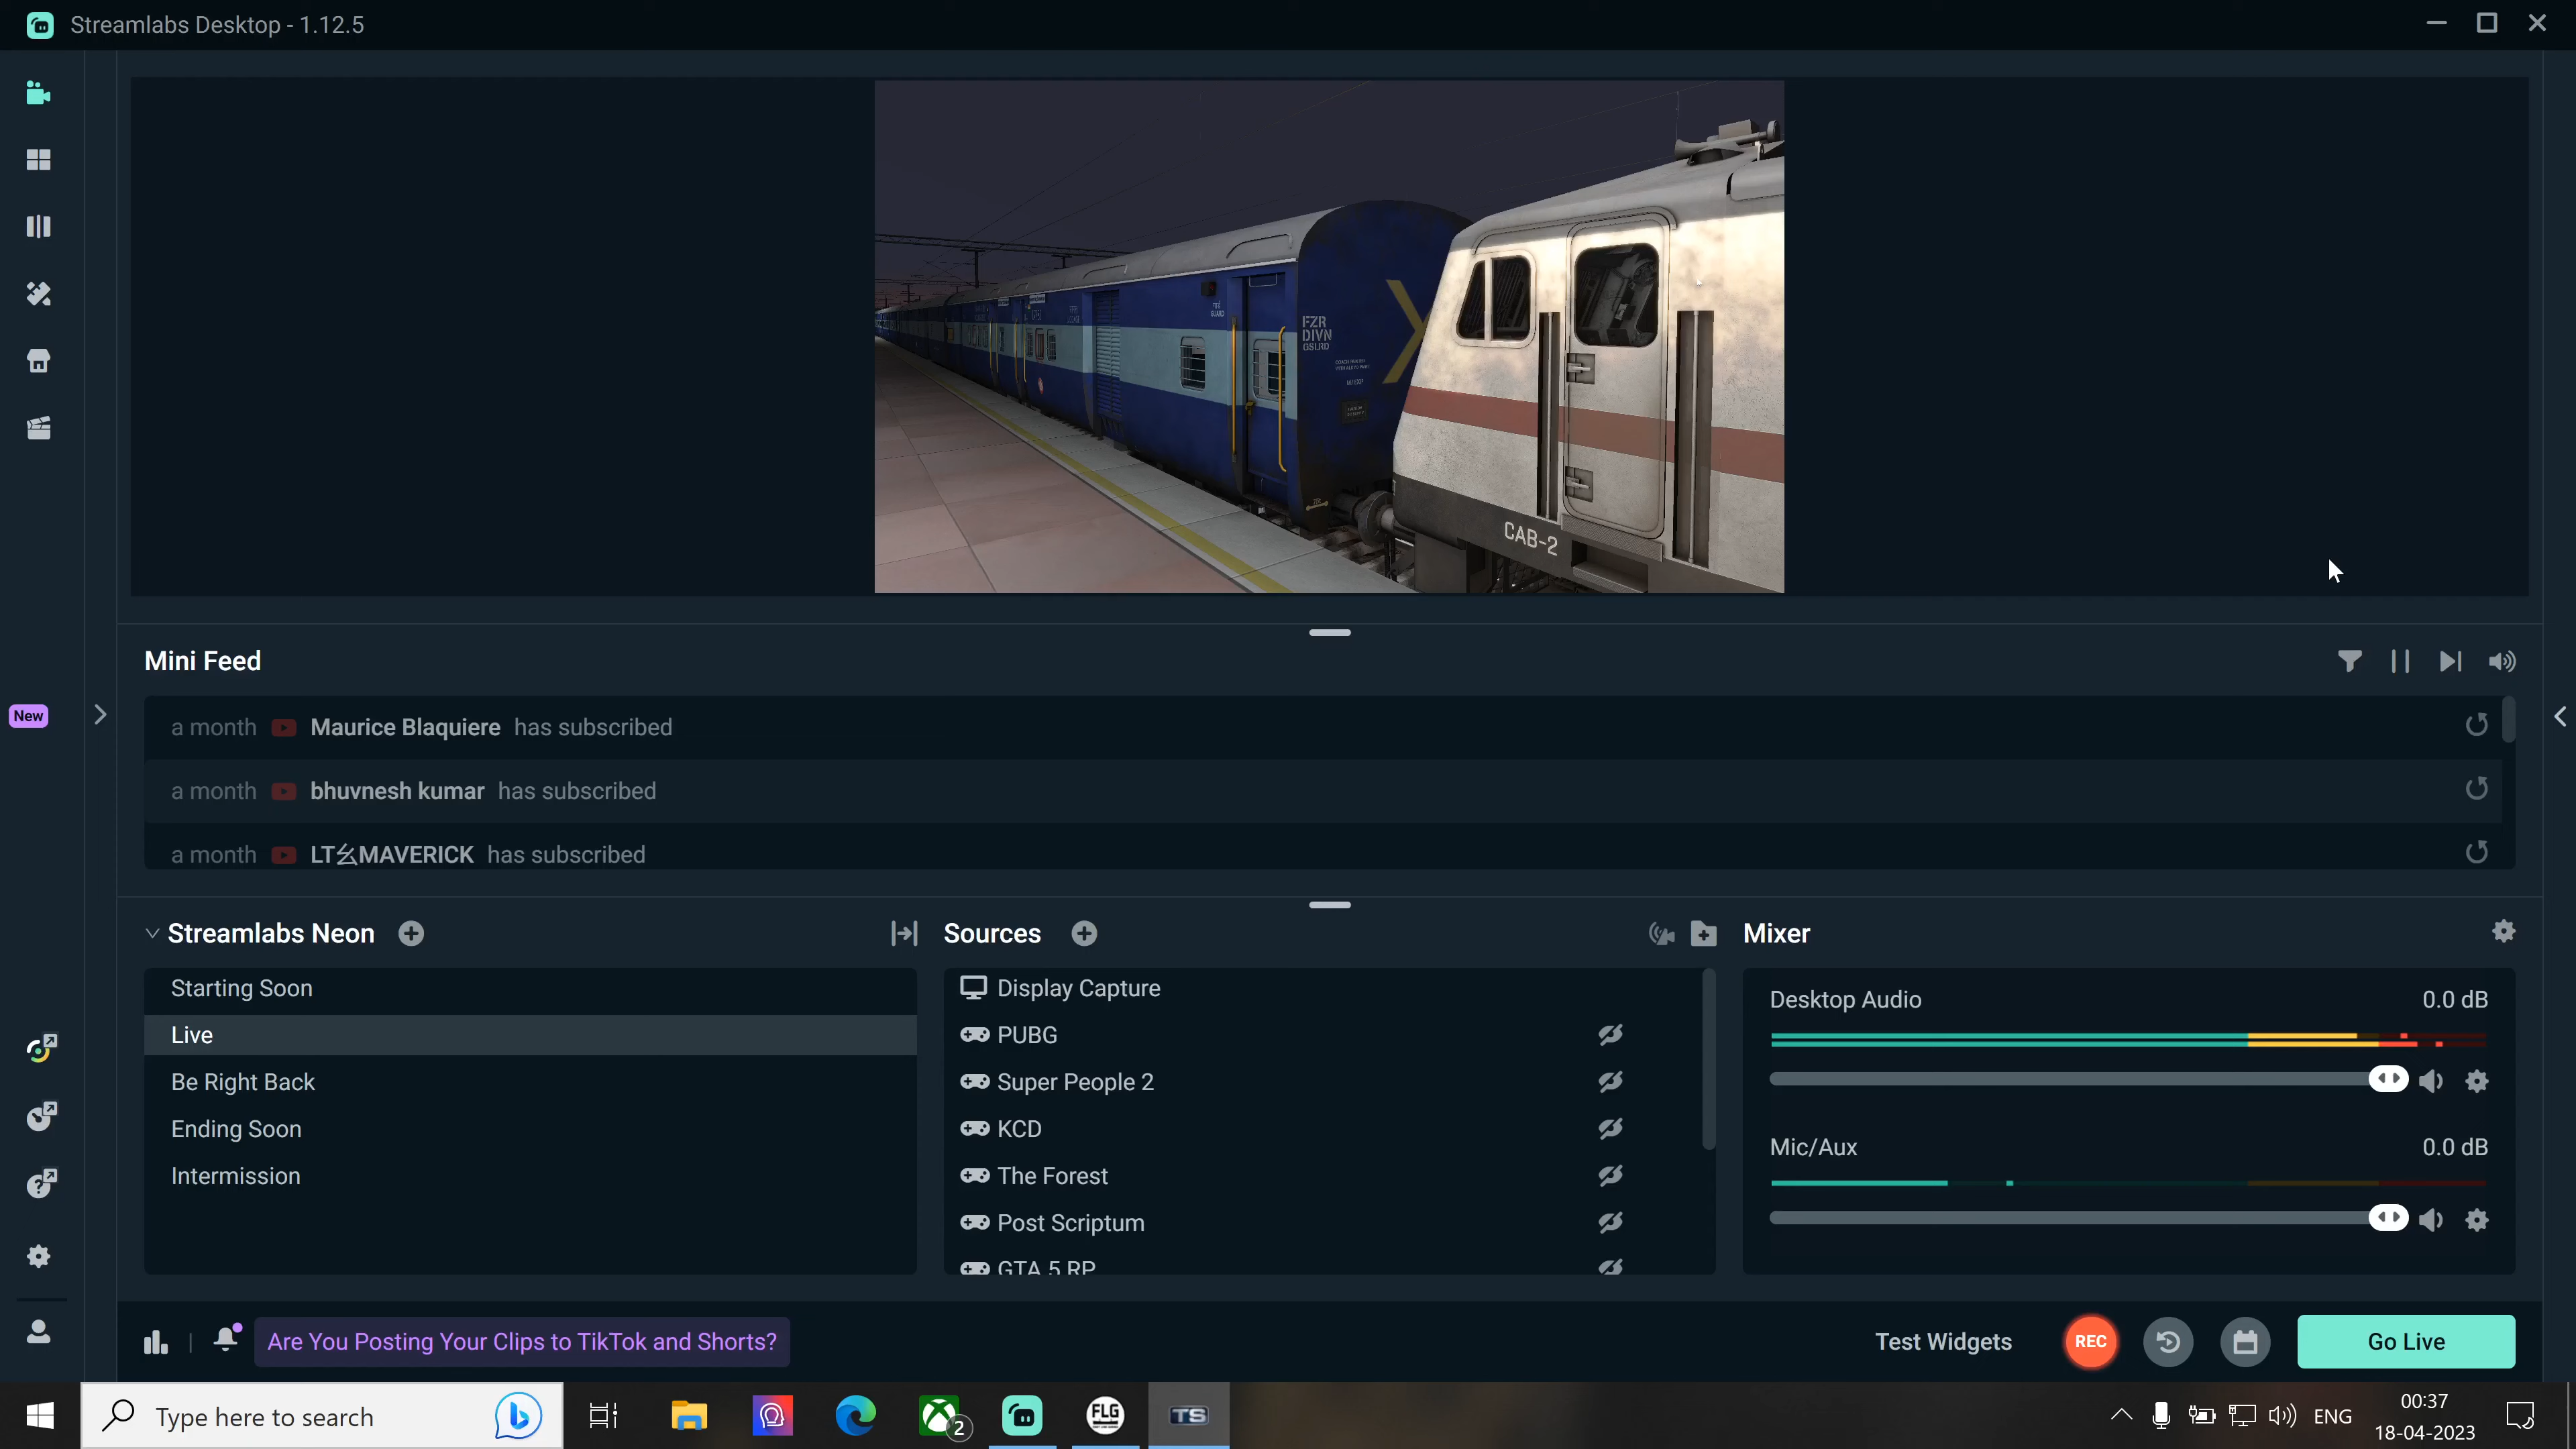 Streamlabs Desktop - 1.12.5
गार्ड
GUARD
FZR
DIVN
GSLRD
CAB-2
Mini Feed
New
a month Maurice Blaquiere has subscribed
a month bhuvnesh kumar has subscribed
a month LT幺MAVERICK has subscribed
Streamlabs Neon
Starting Soon
Live
Be Right Back
Ending Soon
Intermission
Sources
Display Capture
PUBG
Super People 2
KCD
The Forest
Post Scriptum
GTA 5 RP
Mixer
Desktop Audio 0.0 dB
Mic/Aux 0.0 dB
Are You Posting Your Clips to TikTok and Shorts?
Test Widgets
REC
Go Live
Type here to search
2
FLG
TS
ENG
00:37
18-04-2023